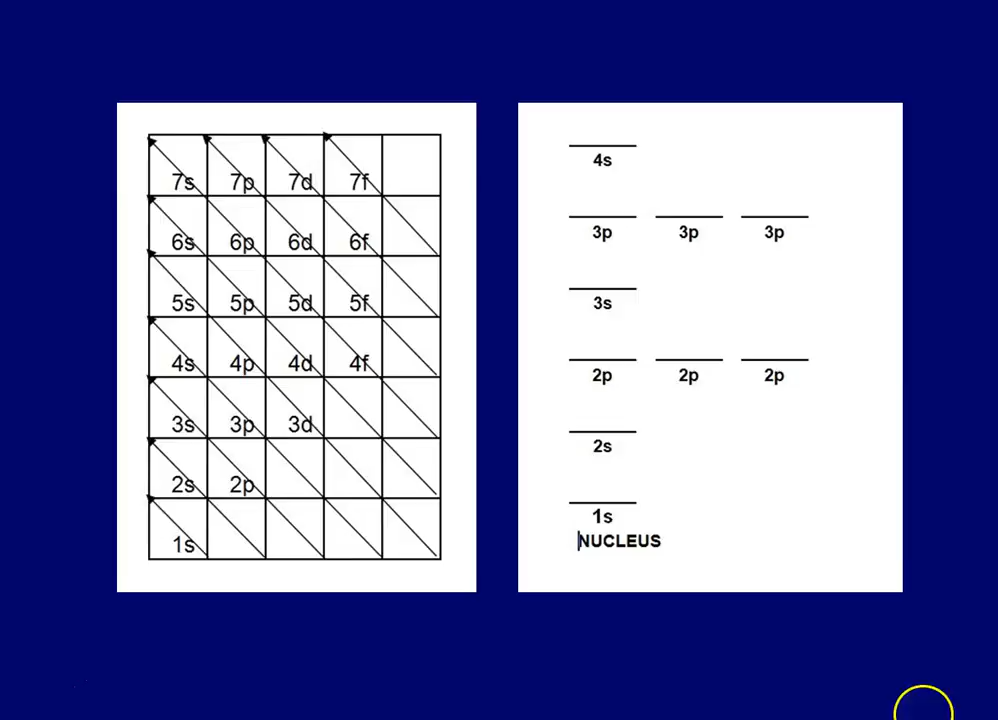 7s 7p 7d 7f
6s 6p 6d 6f
5s 5p 5d 5f
4s 4p 4d 4f
3s 3p 3d
2s 2p
1s
4s
3p 3p 3p
3s
2p 2p 2p
2s
1s
NUCLEUS